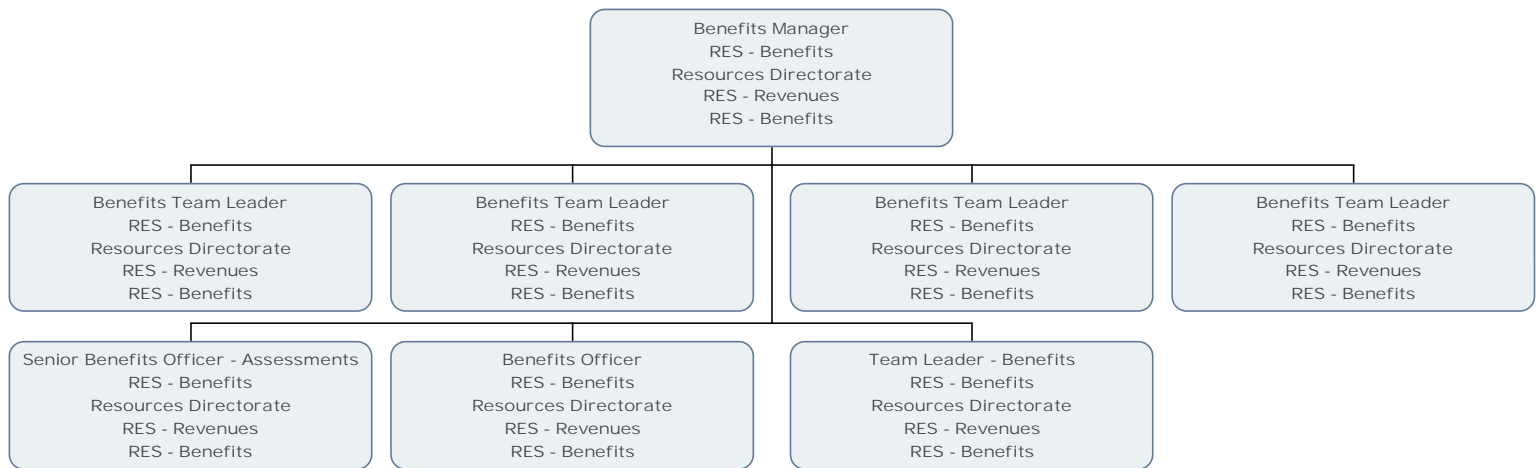 Benefits Manager
RES - Benefits
Resources Directorate
RES - Revenues
RES - Benefits
Benefits Team Leader
RES - Benefits
Resources Directorate
RES - Revenues
RES - Benefits
Benefits Team Leader
RES - Benefits
Resources Directorate
RES - Revenues
RES - Benefits
Benefits Team Leader
RES - Benefits
Resources Directorate
RES - Revenues
RES - Benefits
Benefits Team Leader
RES - Benefits
Resources Directorate
RES - Revenues
RES - Benefits
Senior Benefits Officer - Assessments
RES - Benefits
Resources Directorate
RES - Revenues
RES - Benefits
Benefits Officer
RES - Benefits
Resources Directorate
RES - Revenues
RES - Benefits
Team Leader - Benefits
RES - Benefits
Resources Directorate
RES - Revenues
RES - Benefits